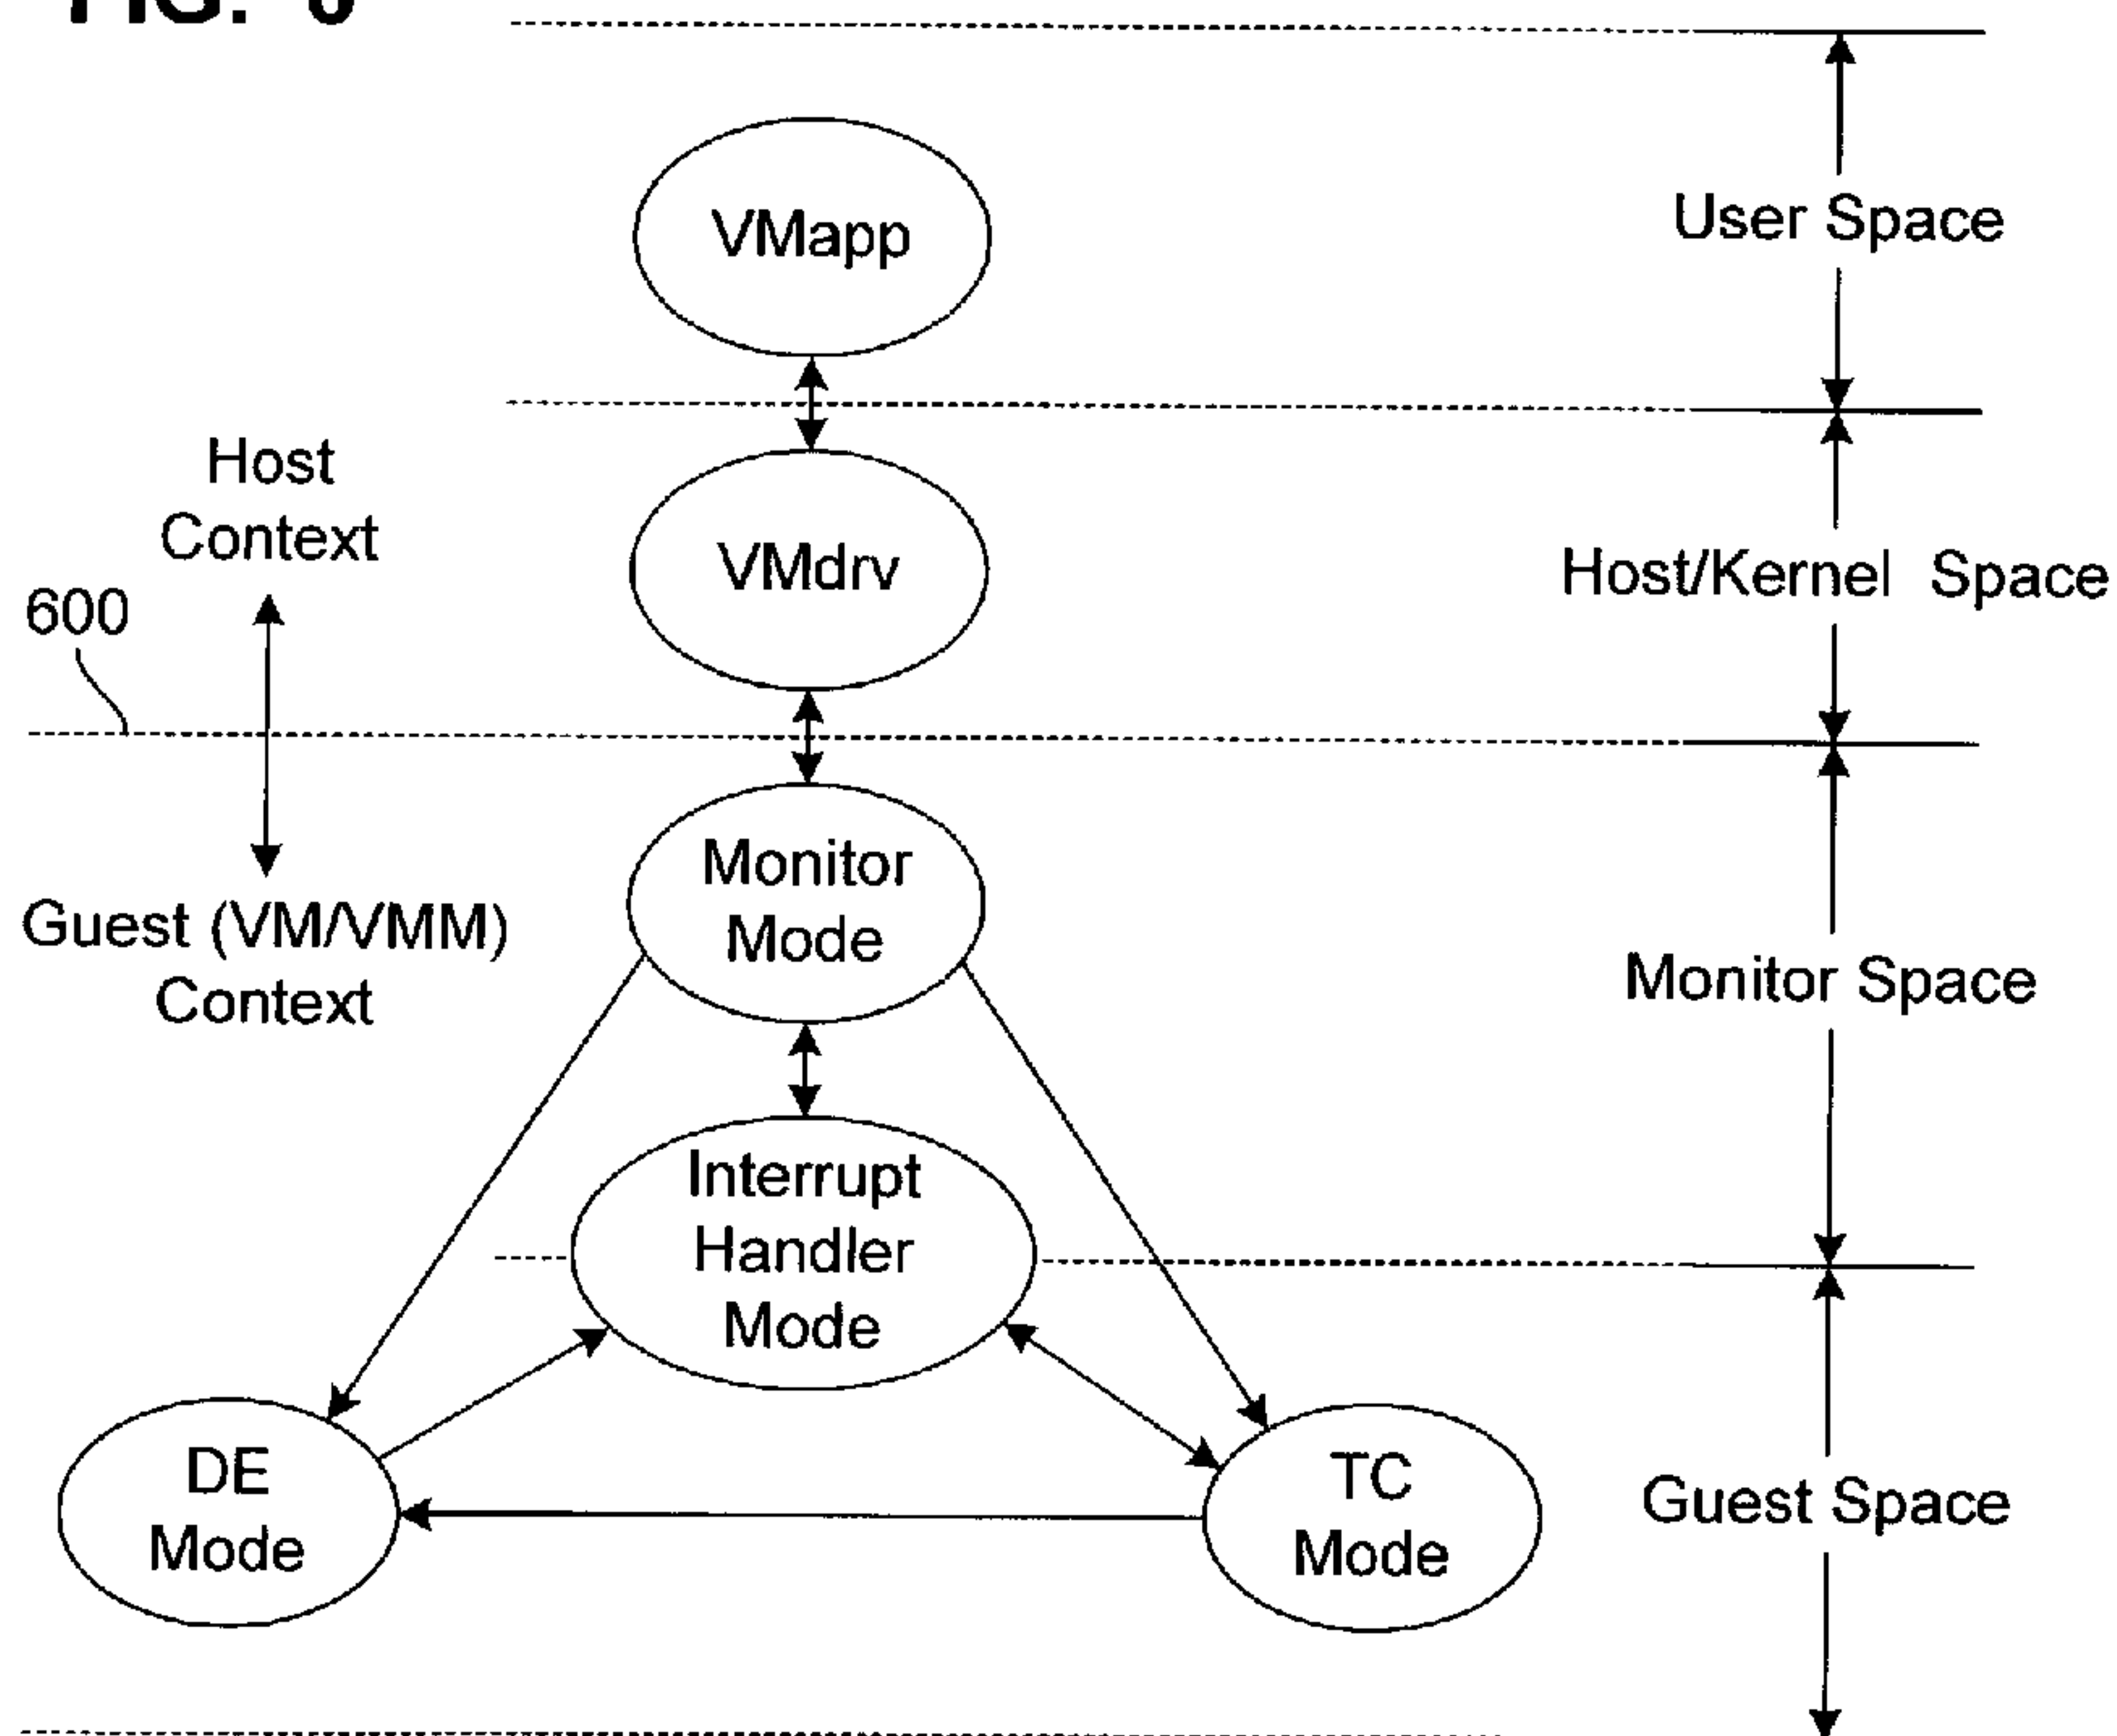 FIG.
VMapp
User Space
Host
Context
VMdrv
Host/Kernel Space
600
Monitor
Mode
Guest (VM/VMM)
Context
Monitor Space
Interrupt
Handler
Mode
DE
Mode
TC
Mode
Guest Space